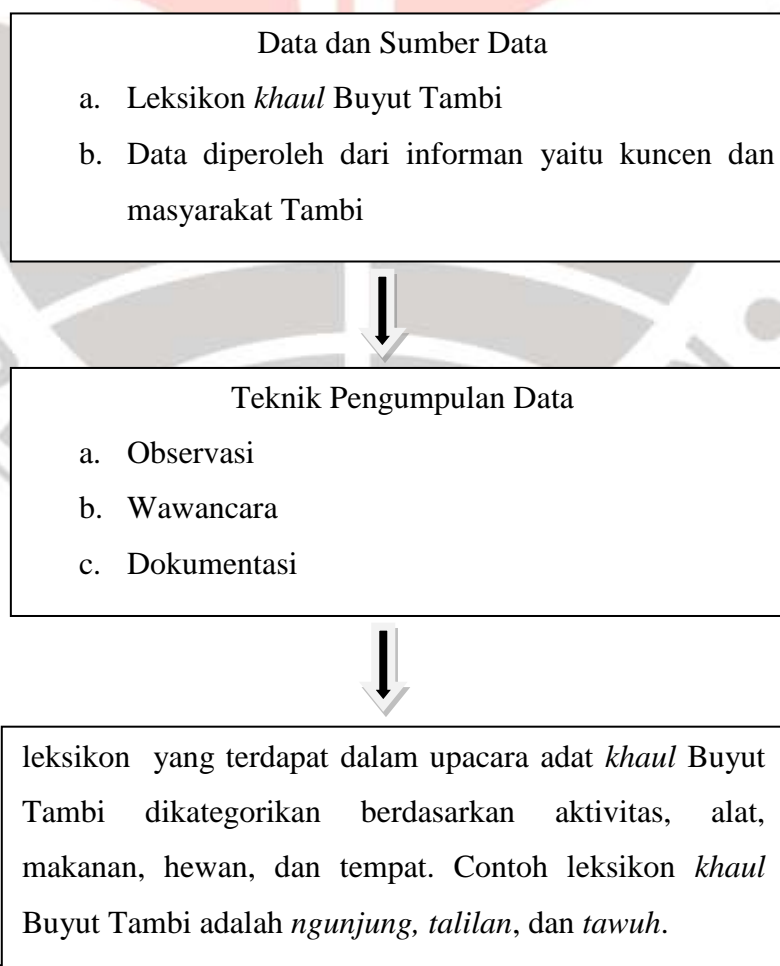 Data dan Sumber Data
a. Leksikon khaul Buyut Tambi
b. Data diperoleh dari informan yaitu kuncen dan
masyarakat Tambi
Teknik Pengumpulan Data
a. Observasi
b. Wawancara
c. Dokumentasi
leksikon yang terdapat dalam upacara adat khaul Buyut
Tambi dikategorikan berdasarkan aktivitas, alat,
makanan, hewan, dan tempat. Contoh leksikon khaul
Buyut Tambi adalah ngunjung, talilan, dan tawuh.